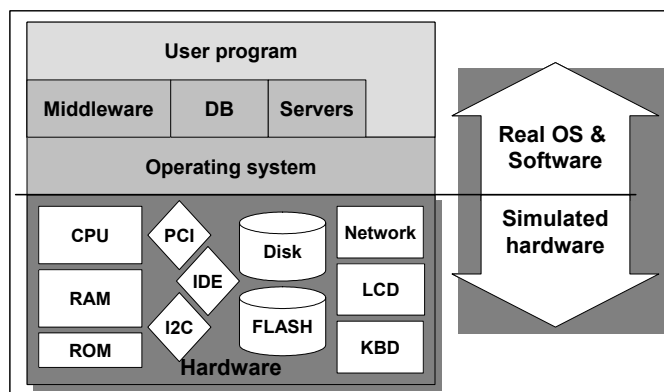 User program
Middleware
DB
Servers
Operating system
Real OS &
Software
Simulated
hardware
CPU
PCI
Disk
Network
RAM
IDE
LCD
I2C
FLASH
ROM
KBD
Hardware